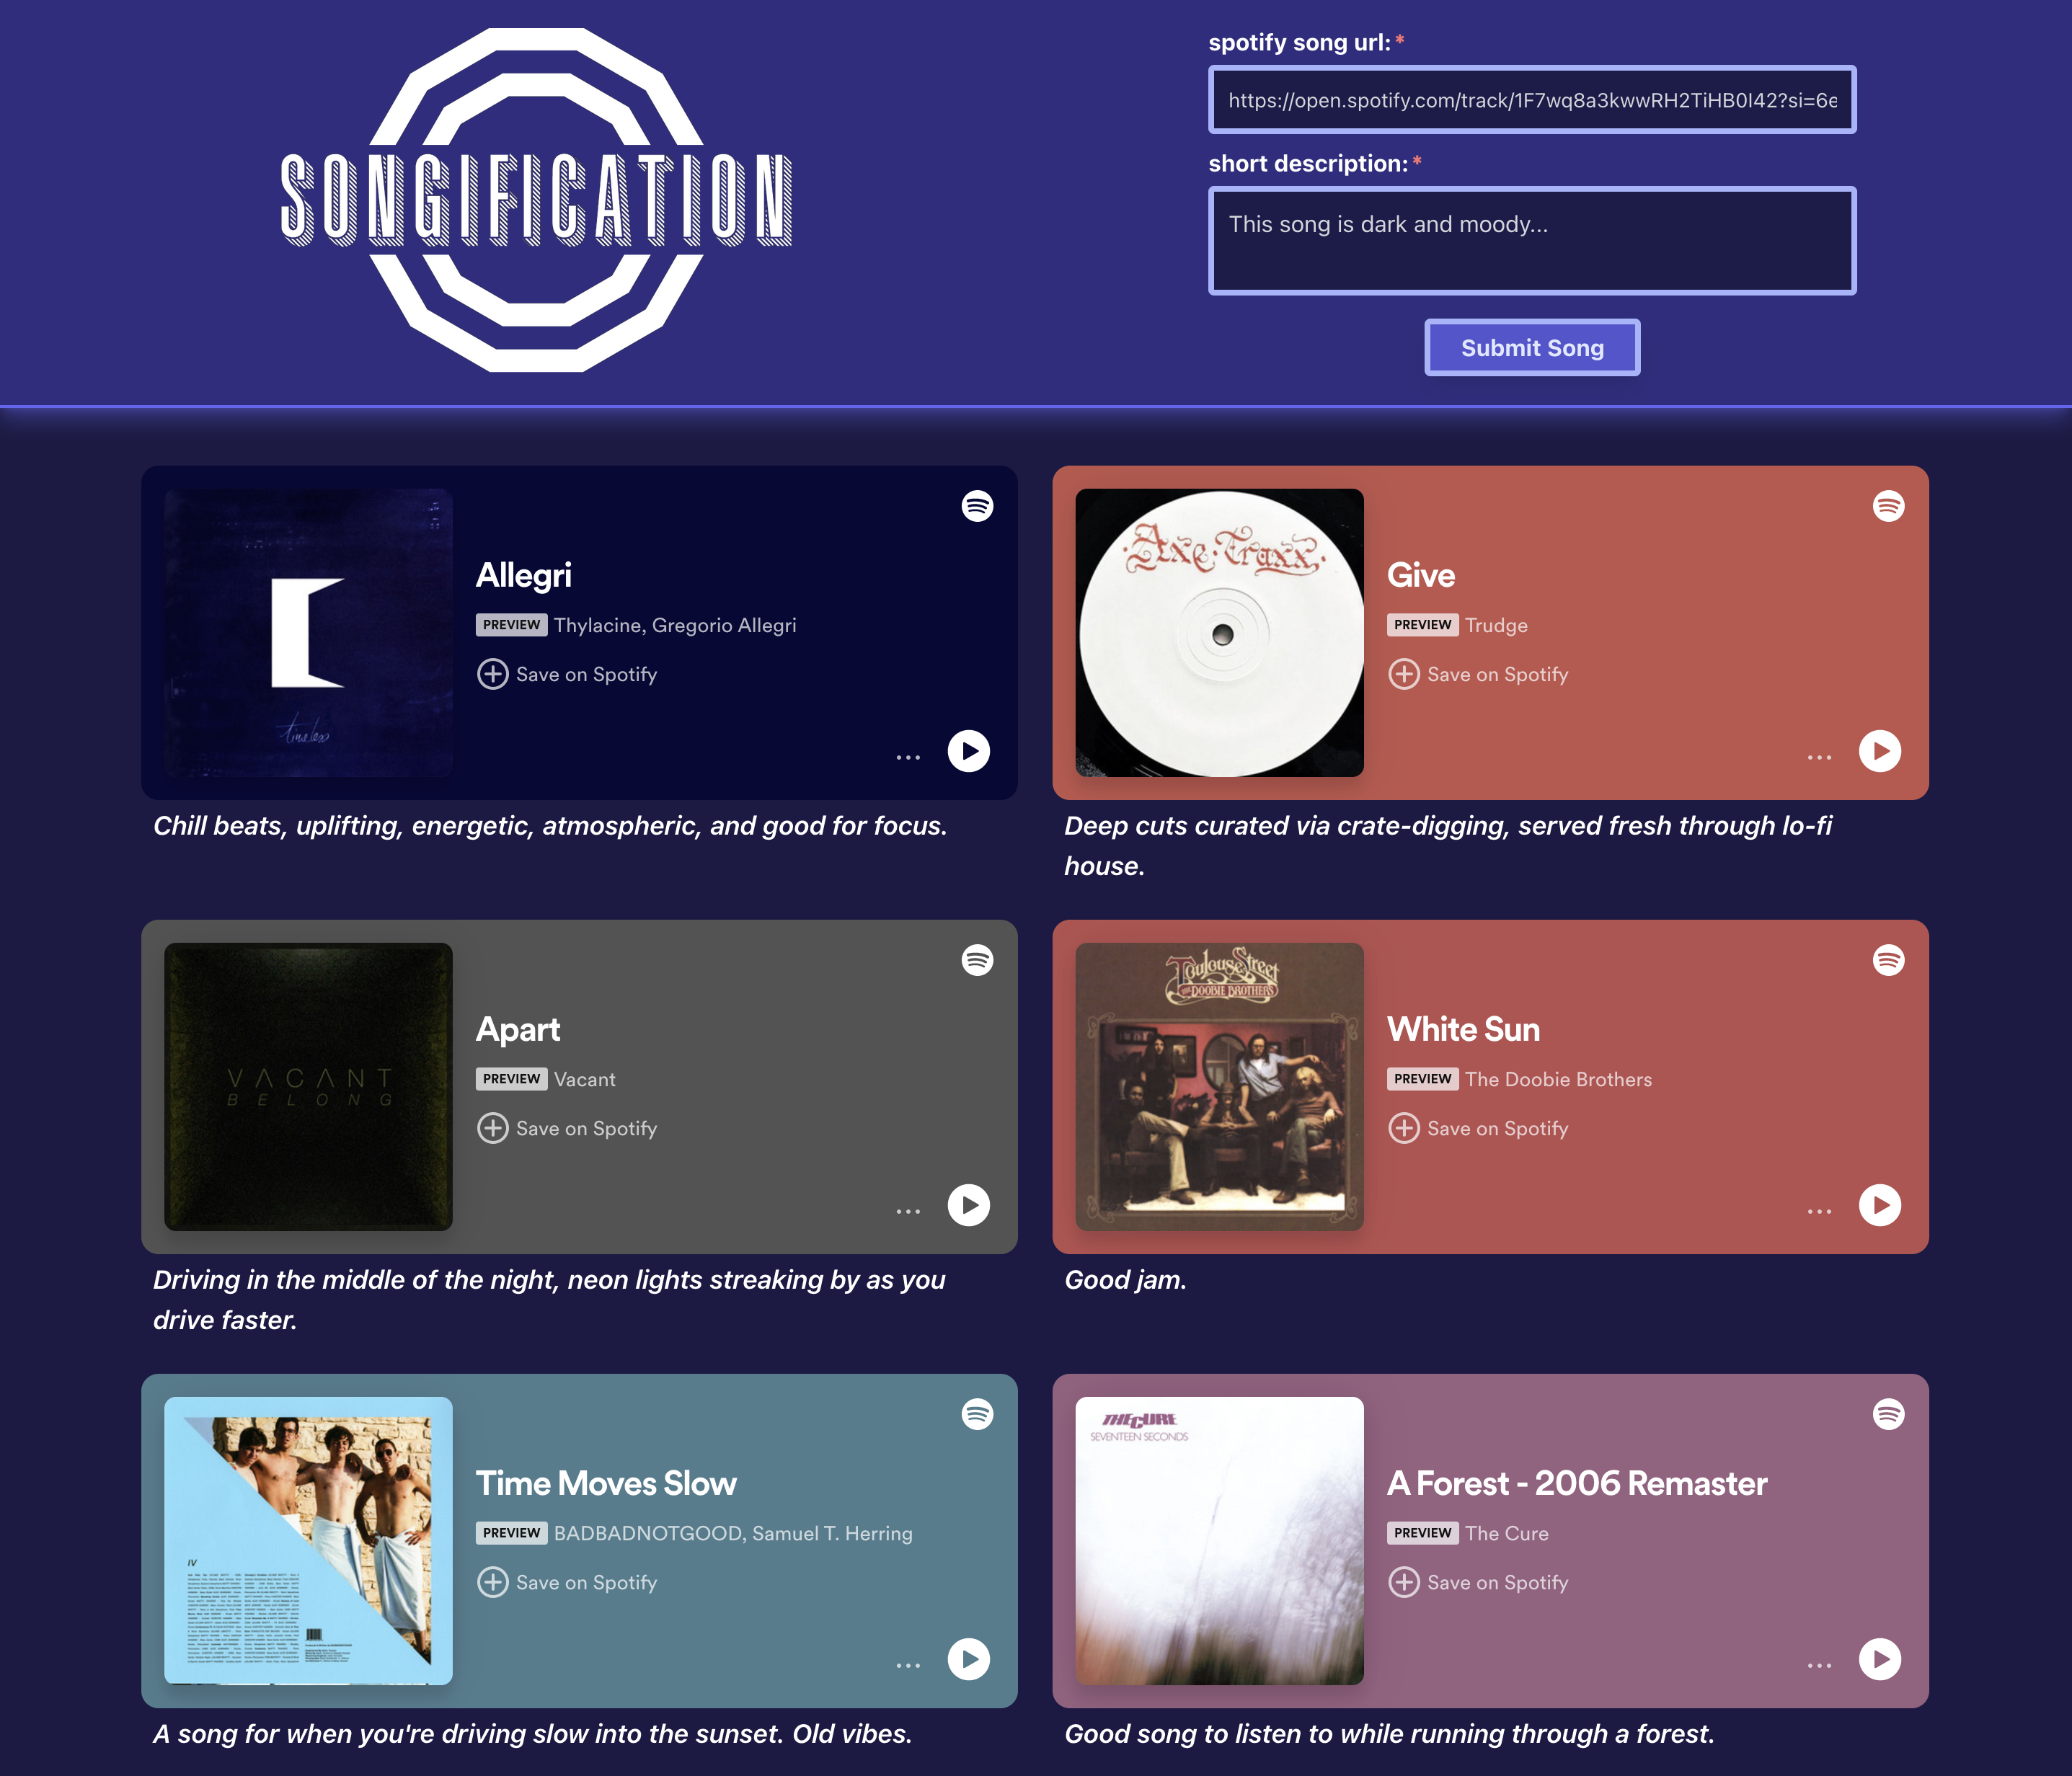 SONGIFICATION
spotify song url:*
https://open.spotify.com/track/1F7wq8a3kwwRH2TiHB0I42?si=6e
short description:*
This song is dark and moody...
Submit Song
timeless
Allegri
PREVIEW Thylacine, Gregorio Allegri
Save on Spotify
Chill beats, uplifting, energetic, atmospheric, and good for focus.
·Axe·Traxx·
Give
PREVIEW Trudge
Save on Spotify
Deep cuts curated via crate-digging, served fresh through lo-fi
house.
VACANT
BELONG
Apart
PREVIEW Vacant
Save on Spotify
Driving in the middle of the night, neon lights streaking by as you
drive faster.
Toulouse Street
THE DOOBIE BROTHERS
White Sun
PREVIEW The Doobie Brothers
Save on Spotify
Good jam.
IV
Time Moves Slow
PREVIEW BADBADNOTGOOD, Samuel T. Herring
Save on Spotify
A song for when you're driving slow into the sunset. Old vibes.
THE CURE
SEVENTEEN SECONDS
A Forest - 2006 Remaster
PREVIEW The Cure
Save on Spotify
Good song to listen to while running through a forest.